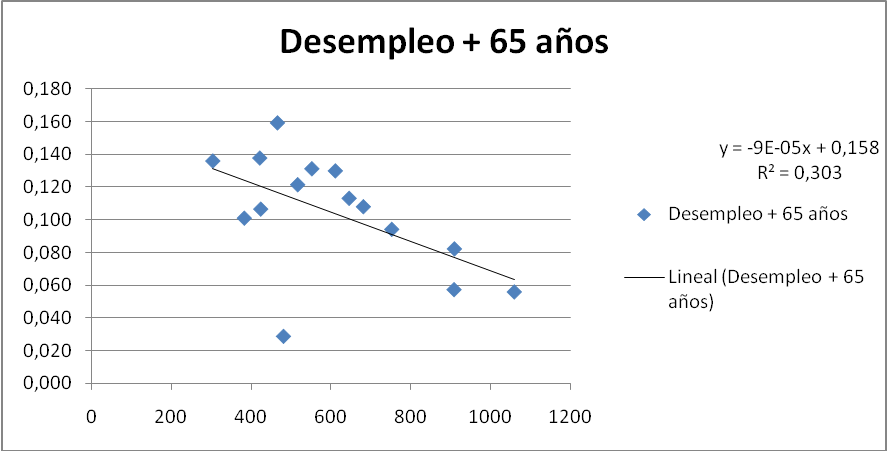 Desempleo + 65 años
0,180
0,160
0,140
0,120
0,100
0,080
0,060
0,040
0,020
0,000
0 200 400 600 800 1000 1200
y = -9E-05x + 0,158
R² = 0,303
Desempleo + 65 años
Lineal (Desempleo + 65
años)